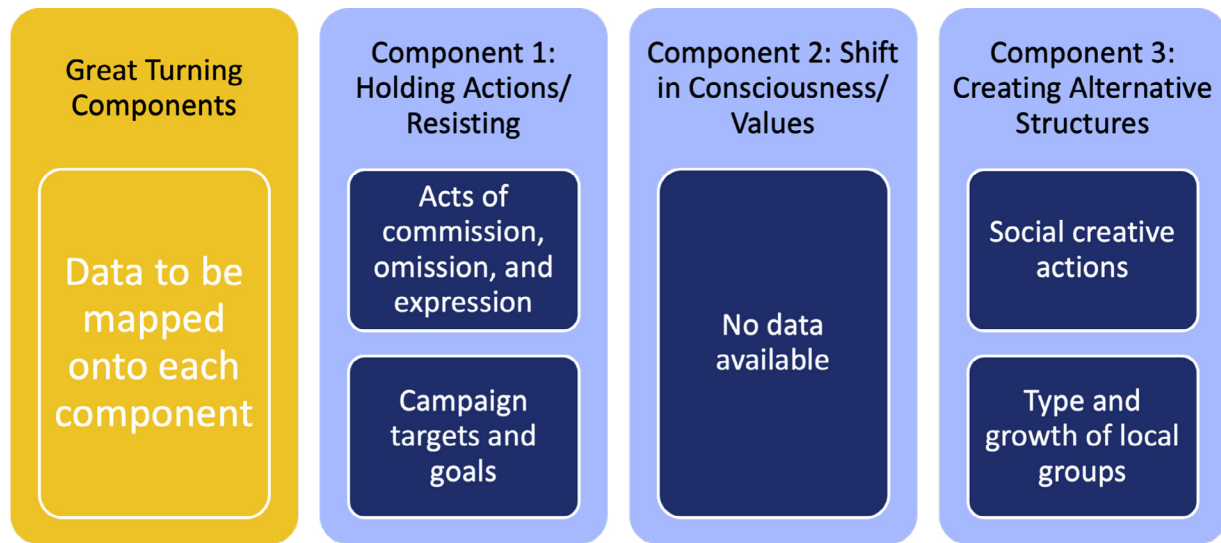 Great Turning
Components
Data to be
mapped
onto each
component
Component 1:
Holding Actions/
Resisting
Acts of
commission,
omission, and
expression
Campaign
targets and
goals
Component 2: Shift
in Consciousness/
Values
No data
available
Component 3:
Creating Alternative
Structures
Social creative
actions
Type and
growth of local
groups